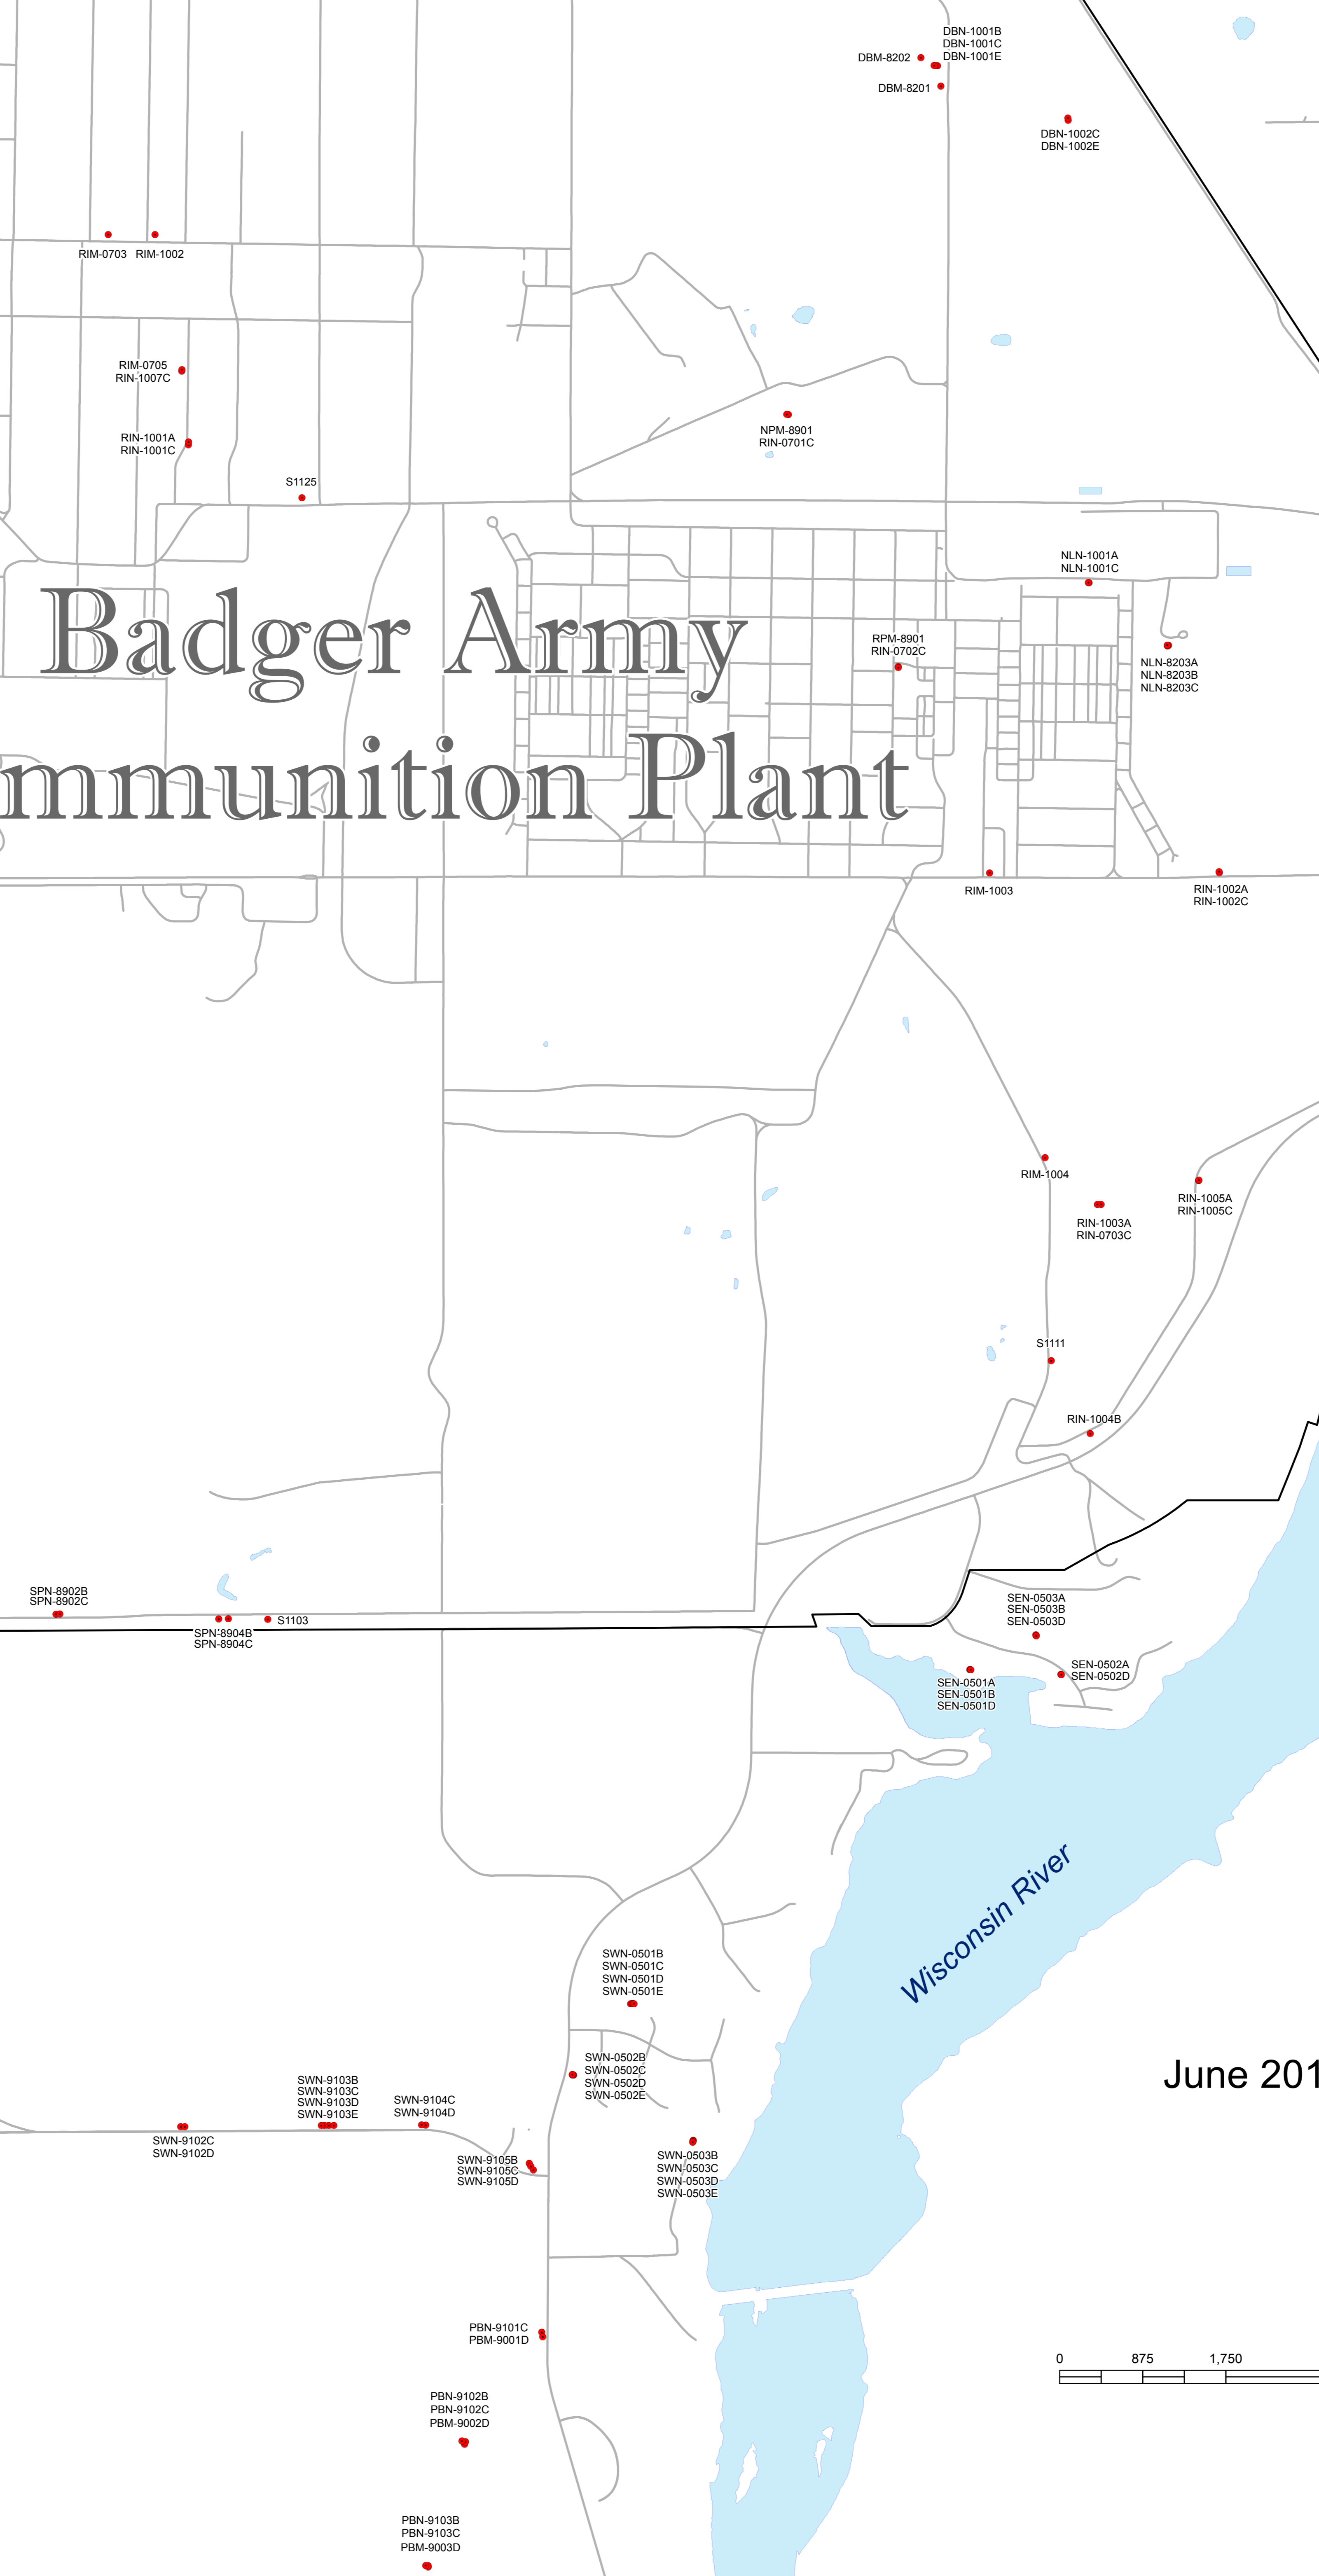 DBN-1001B
DBN-1001C
DBN-1001E
DBM-8202
DBM-8201
DBN-1002C
DBN-1002E
RIM-0703
RIM-1002
RIM-0705
RIN-1007C
RIN-1001A
RIN-1001C
S1125
NPM-8901
RIN-0701C
NLN-1001A
NLN-1001C
Badger Army
RPM-8901
RIN-0702C
NLN-8203A
NLN-8203B
NLN-8203C
mmunition Plant
RIM-1003
RIN-1002A
RIN-1002C
RIM-1004
RIN-1005A
RIN-1005C
RIN-1003A
RIN-0703C
S1111
RIN-1004B
SPN-8902B
SPN-8902C
S1103
SPN-8904B
SPN-8904C
SEN-0503A
SEN-0503B
SEN-0503D
SEN-0502A
SEN-0502D
SEN-0501A
SEN-0501B
SEN-0501D
Wisconsin River
SWN-0501B
SWN-0501C
SWN-0501D
SWN-0501E
SWN-0502B
SWN-0502C
SWN-0502D
SWN-0502E
June 201
SWN-9103B
SWN-9103C
SWN-9103D
SWN-9103E
SWN-9104C
SWN-9104D
SWN-9102C
SWN-9102D
SWN-9105B
SWN-9105C
SWN-9105D
SWN-0503B
SWN-0503C
SWN-0503D
SWN-0503E
PBN-9101C
PBM-9001D
0 875 1,750
PBN-9102B
PBN-9102C
PBM-9002D
PBN-9103B
PBN-9103C
PBM-9003D